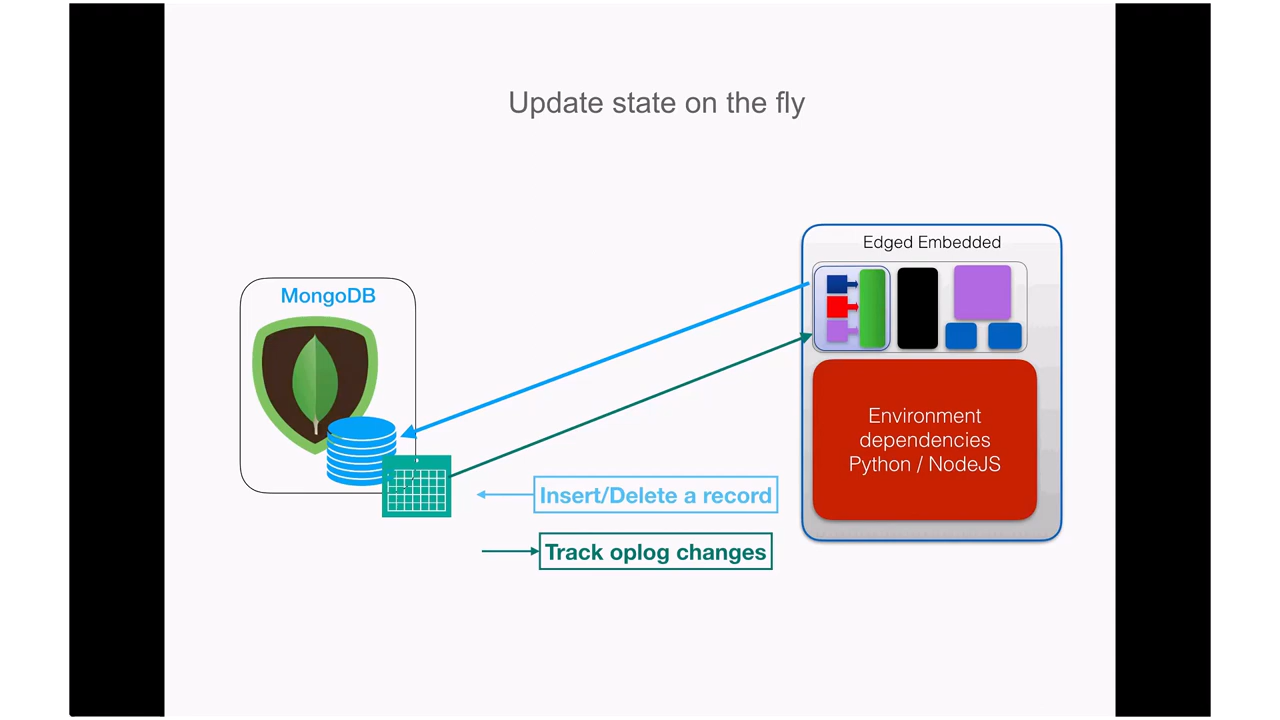 Update state on the fly
Edged Embedded
MongoDB
Environment
dependencies
Python / NodeJS
Insert/Delete a record
Track oplog changes